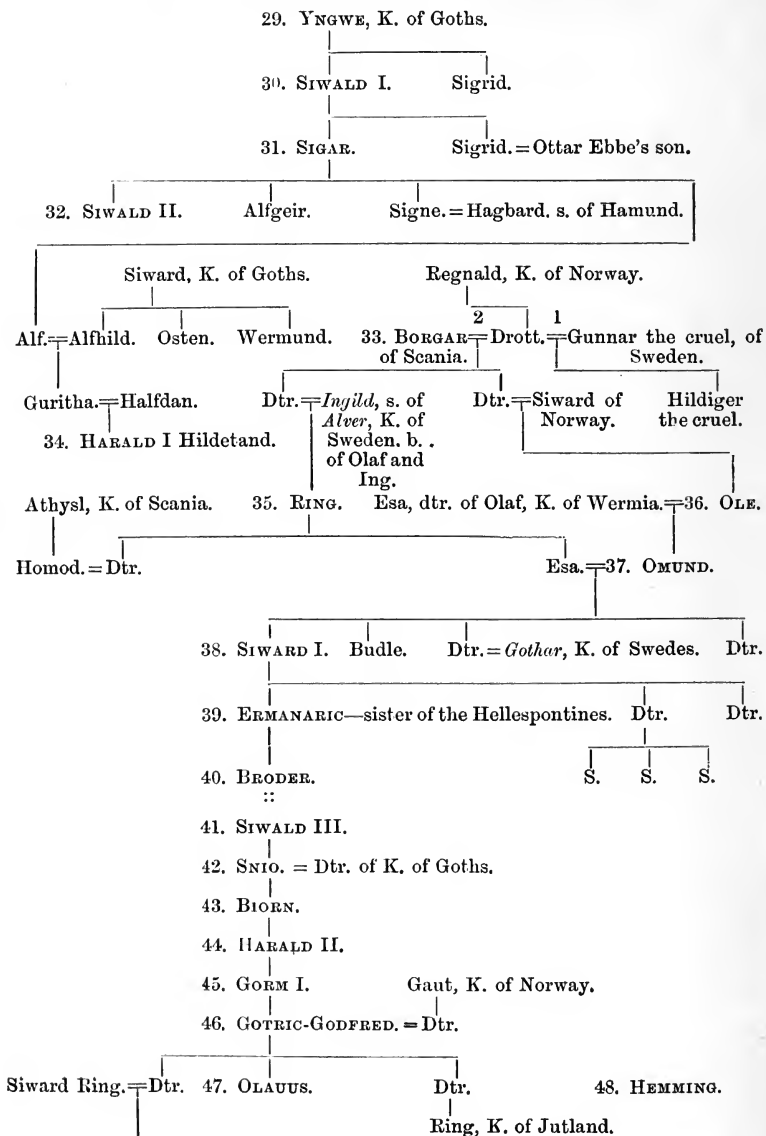 29. YNGWE, K. of Goths.
30. SIWALD I. Sigrid.
31. SIGAR. Sigrid. = Ottar Ebbe's son.
32. SIWALD II. Alfgeir. Signe. = Hagbard. s. of Hamund.
Siward, K. of Goths. Regnald, K. of Norway.
2 1
Alf. = Alfhild. Osten. Wermund. 33. BORGAR = Drott. = Gunnar the cruel, of
of Scania. Sweden.
Guritha. = Halfdan. Dtr. = Ingild, s. of Dtr. = Siward of Hildiger
Alver, K. of Norway. the cruel.
34. HARALD I Hildetand. Sweden. b. .
of Olaf and
Ing.
Athysl, K. of Scania. 35. RING. Esa, dtr. of Olaf, K. of Wermia. = 36. OLE.
Homod. = Dtr. Esa. = 37. OMUND.
38. SIWARD I. Budle. Dtr. = Gothar, K. of Swedes. Dtr.
39. ERMANARIC—sister of the Hellespontines. Dtr. Dtr.
40. BRODER. S. S. S.
::
41. SIWALD III.
42. SNIO. = Dtr. of K. of Goths.
43. BIORN.
44. HARALD II.
45. GORM I. Gaut, K. of Norway.
46. GOTRIC-GODFRED. = Dtr.
Siward Ring. = Dtr. 47. OLAUUS. Dtr. 48. HEMMING.
Ring, K. of Jutland.